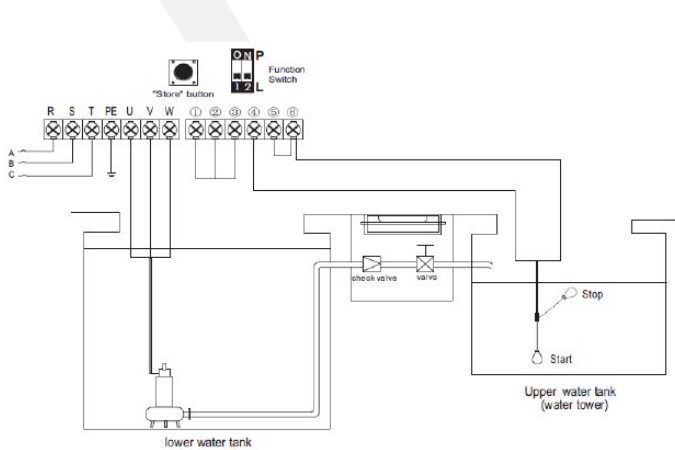 ON P
Function
Switch
1 2 L
"Store" button
R S T PE U V W ① ② ③ ④ ⑤ ⑥
A
B
C
check valve
valve
Stop
Start
Upper water tank
(water tower)
lower water tank